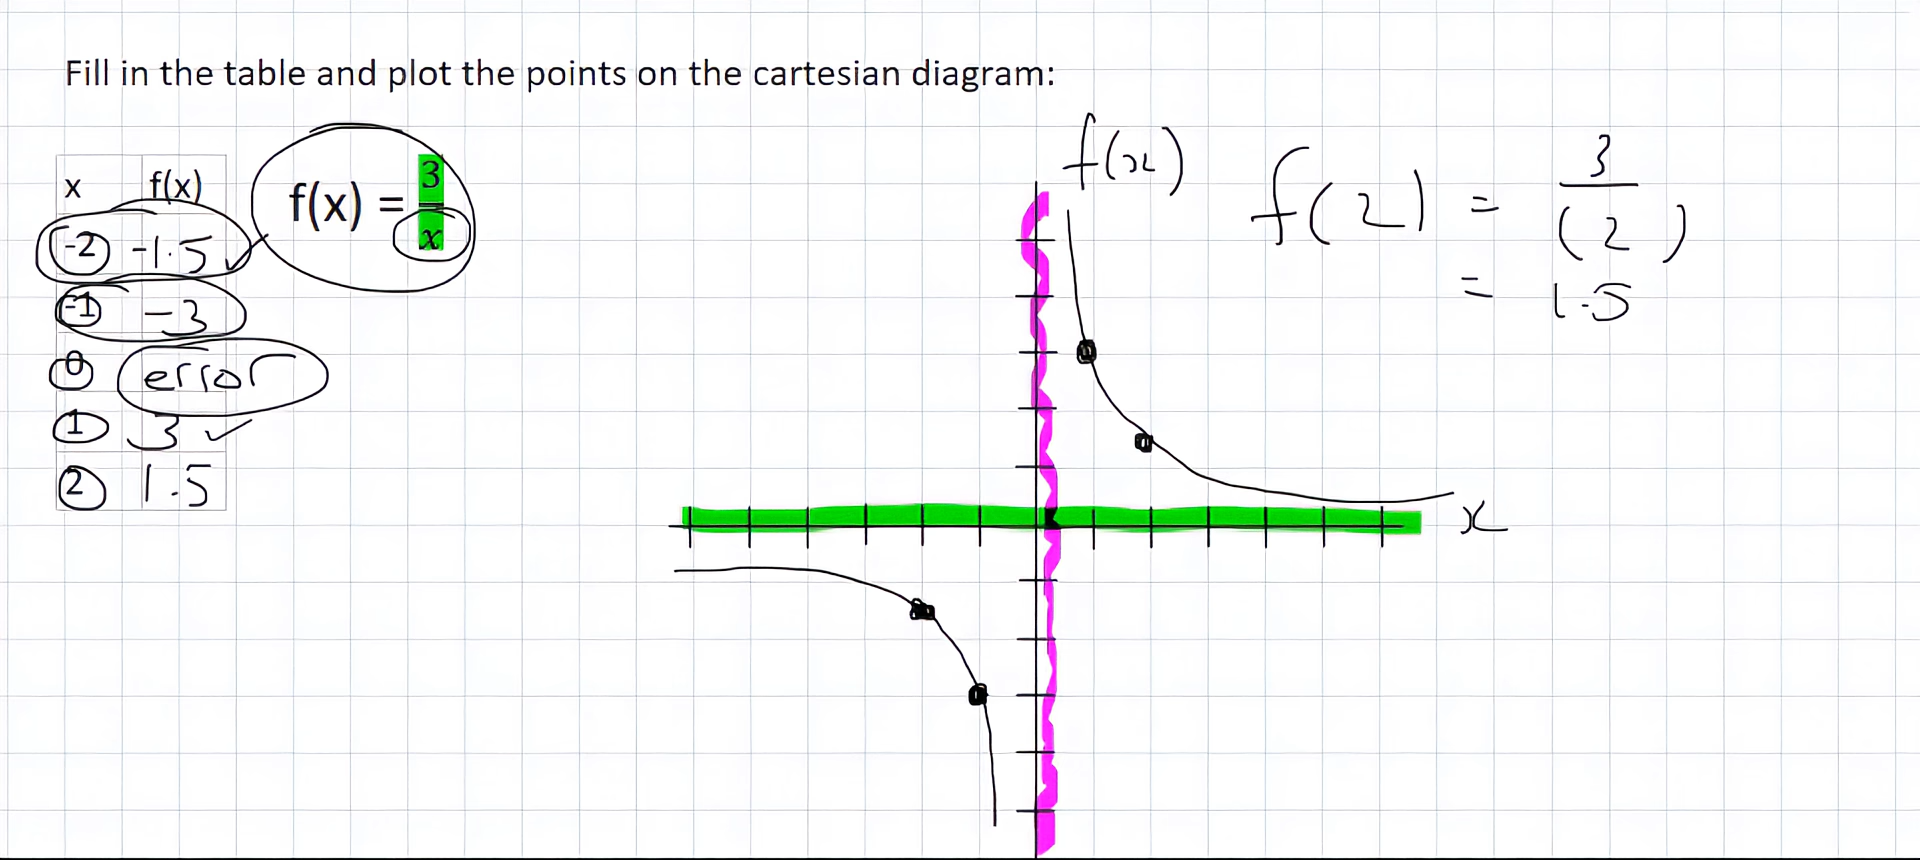 Fill in the table and plot the points on the cartesian diagram:
x f(x)
-2 -1.5
-1 -3
0 error
1 3
2 1.5
f(x) = 3/x
f(x)
x
f(2) = 3/(2)
= 1.5